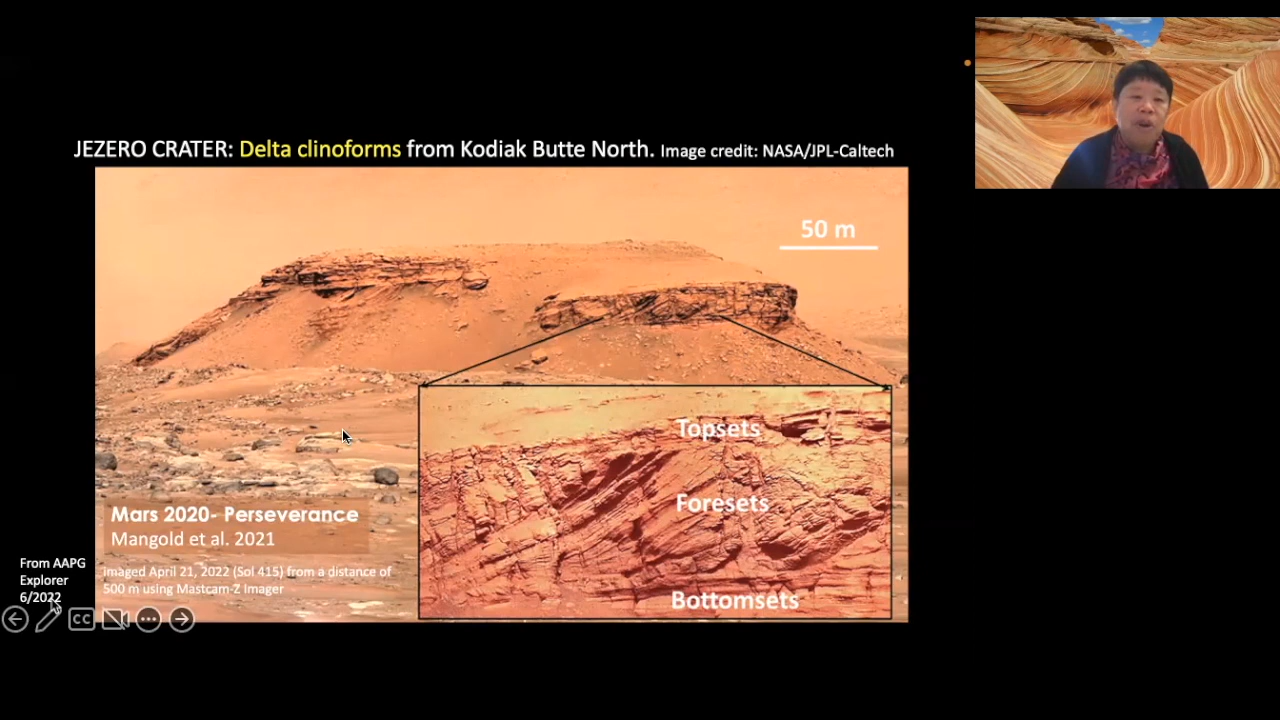 JEZERO CRATER: Delta clinoforms from Kodiak Butte North. Image credit: NASA/JPL-Caltech
50 m
Topsets
Foresets
Bottomsets
Mars 2020- Perseverance
Mangold et al. 2021
Imaged April 21, 2022 (Sol 415) from a distance of
500 m using Mastcam-Z Imager
From AAPG
Explorer
6/2022
CC